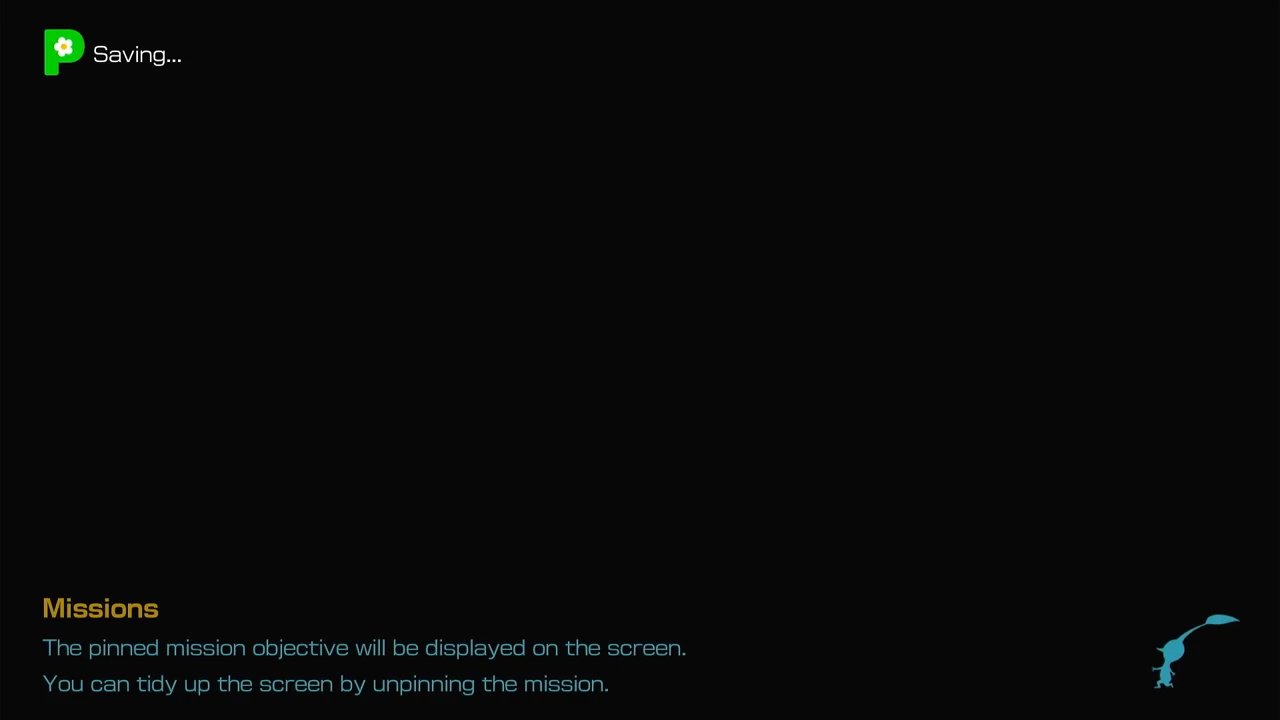 P Saving...
Missions
The pinned mission objective will be displayed on the screen.
You can tidy up the screen by unpinning the mission.